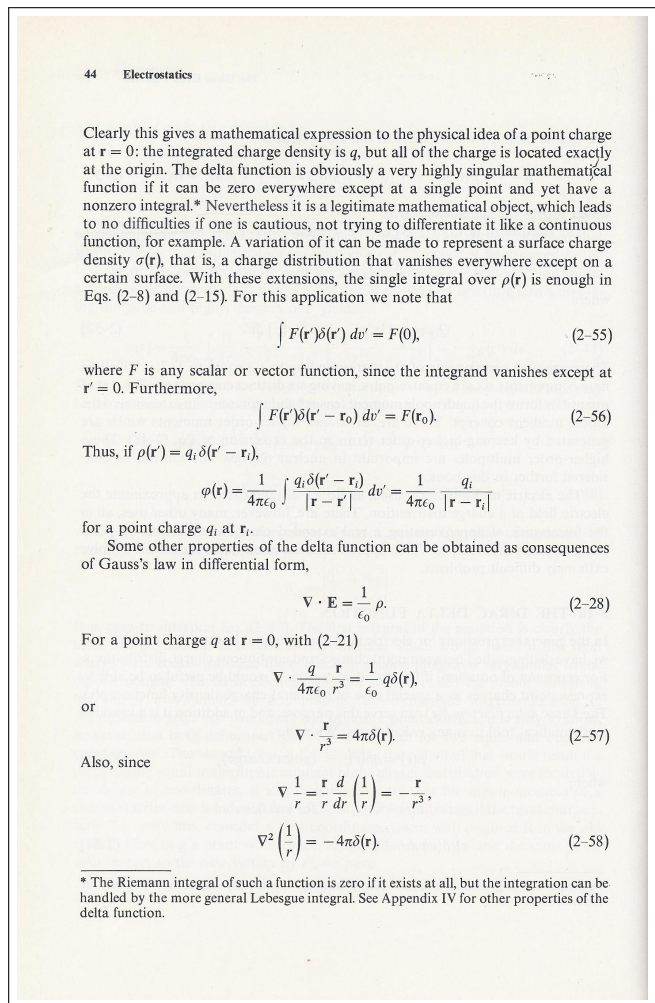 44 Electrostatics
Clearly this gives a mathematical expression to the physical idea of a point charge
at r = 0: the integrated charge density is q, but all of the charge is located exactly
at the origin. The delta function is obviously a very highly singular mathematical
function if it can be zero everywhere except at a single point and yet have a
nonzero integral.* Nevertheless it is a legitimate mathematical object, which leads
to no difficulties if one is cautious, not trying to differentiate it like a continuous
function, for example. A variation of it can be made to represent a surface charge
density σ(r), that is, a charge distribution that vanishes everywhere except on a
certain surface. With these extensions, the single integral over ρ(r) is enough in
Eqs. (2–8) and (2–15). For this application we note that
∫ F(r′)δ(r′) dv′ = F(0), (2–55)
where F is any scalar or vector function, since the integrand vanishes except at
r′ = 0. Furthermore,
∫ F(r′)δ(r′ − r₀) dv′ = F(r₀). (2–56)
Thus, if ρ(r′) = qᵢ δ(r′ − rᵢ),
φ(r) = 1/4πϵ₀ ∫ qᵢ δ(r′ − rᵢ)/|r − r′| dv′ = 1/4πϵ₀ qᵢ/|r − rᵢ|
for a point charge qᵢ at rᵢ.
Some other properties of the delta function can be obtained as consequences
of Gauss's law in differential form,
∇ · E = 1/ϵ₀ ρ. (2–28)
For a point charge q at r = 0, with (2–21)
∇ · q/4πϵ₀ r/r³ = 1/ϵ₀ qδ(r),
or
∇ · r/r³ = 4πδ(r). (2–57)
Also, since
∇ 1/r = r/r d/dr (1/r) = − r/r³,
∇² (1/r) = −4πδ(r). (2–58)
* The Riemann integral of such a function is zero if it exists at all, but the integration can be
handled by the more general Lebesgue integral. See Appendix IV for other properties of the
delta function.